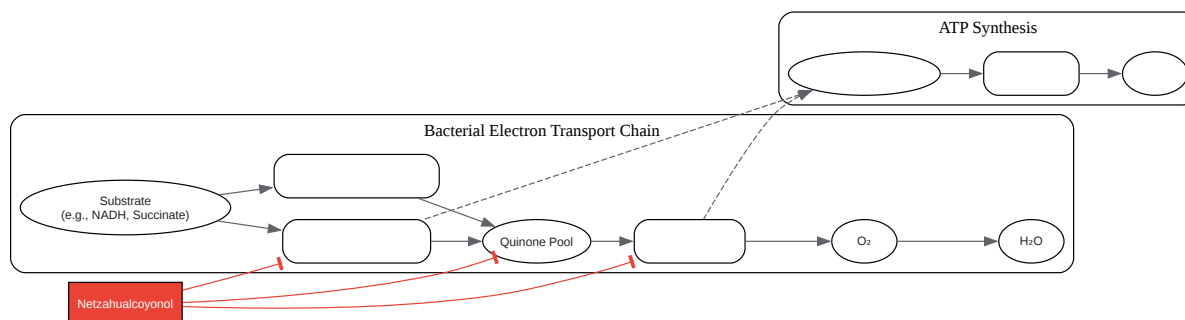 ATP Synthesis
Bacterial Electron Transport Chain
Substrate
(e.g., NADH, Succinate)
Quinone Pool
O₂
H₂O
Netzahualcoyonol